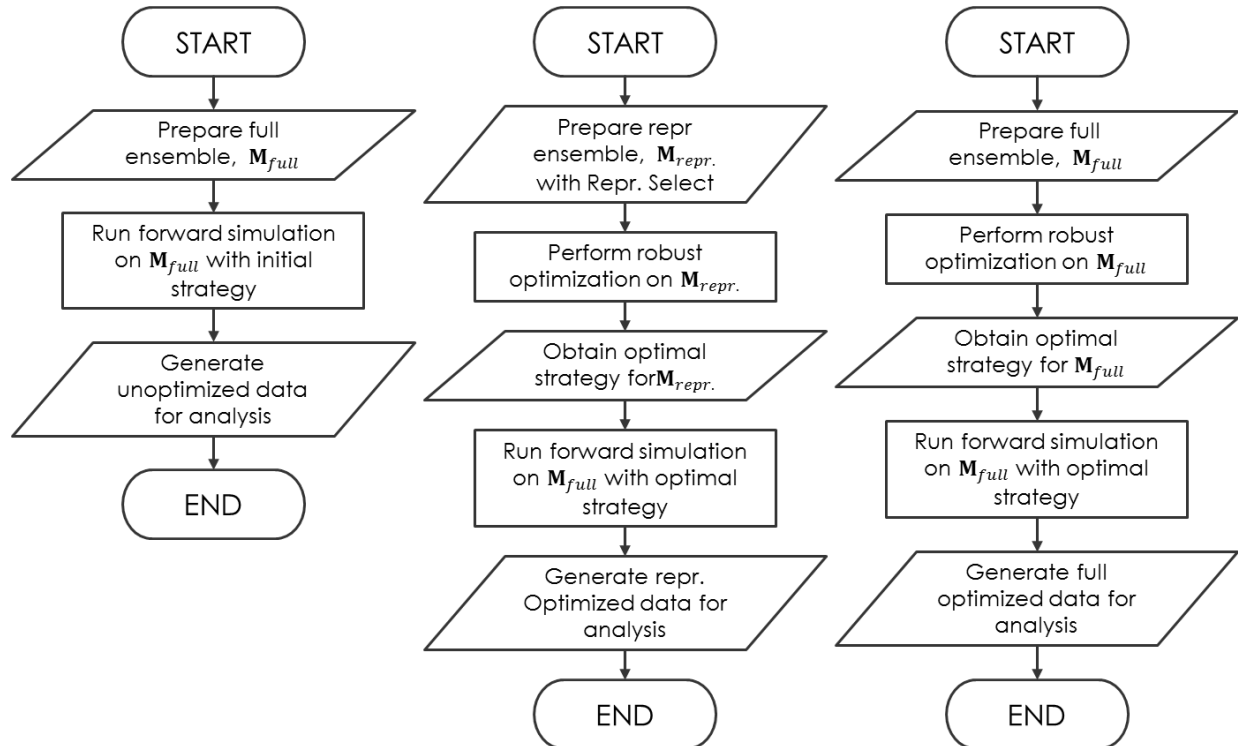 START
Prepare full
ensemble, M_full
Run forward simulation
on M_full with initial
strategy
Generate
unoptimized data
for analysis
END
START
Prepare repr
ensemble, M_repr.
with Repr. Select
Perform robust
optimization on M_repr.
Obtain optimal
strategy forM_repr.
Run forward simulation
on M_full with optimal
strategy
Generate repr.
Optimized data for
analysis
END
START
Prepare full
ensemble, M_full
Perform robust
optimization on M_full
Obtain optimal
strategy for M_full
Run forward simulation
on M_full with optimal
strategy
Generate full
optimized data for
analysis
END